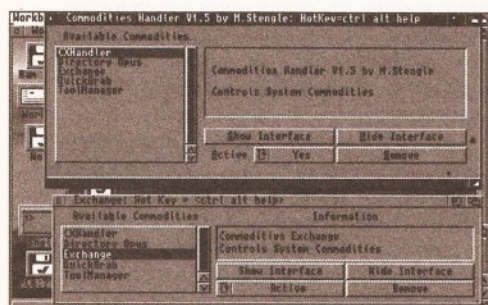 Workb
Commodities Handler V1.5 by M.Stengle: HotKey=ctrl alt help
Available Commodities
CXHandler
Directory Opus
Exchange
QuickGrab
ToolManager
Commodities Handler V1.5 by M.Stengle
Controls System Commodities
Show Interface
Hide Interface
Active
Yes
Remove
Exchange: Hot Key = <ctrl alt help>
Available Commodities
Information
CXHandler
Directory Opus
Exchange
QuickGrab
ToolManager
Commodities Exchange
Controls System Commodities
Show Interface
Hide Interface
Active
Remove